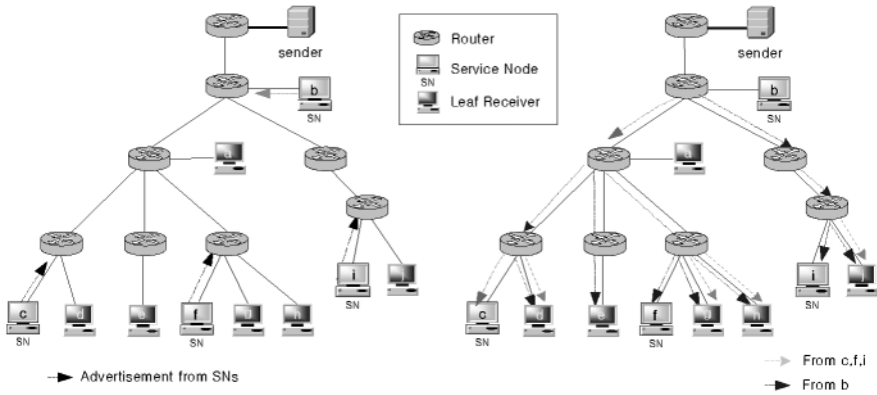 sender
b
SN
a
c
SN
d
e
f
SN
g
h
i
SN
j
Advertisement from SNs
Router
SN
Service Node
Leaf Receiver
sender
b
SN
a
c
SN
d
e
f
SN
g
h
i
SN
j
From c,f,i
From b